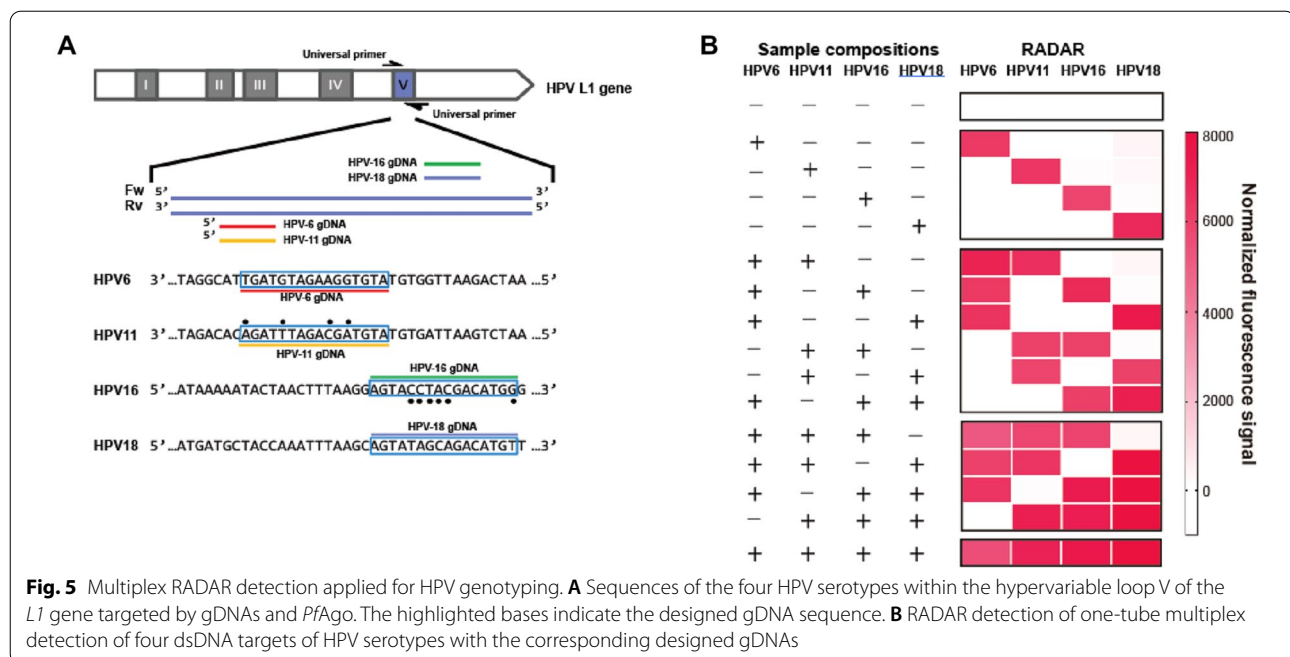 A
Universal primer
I II III IV V
HPV L1 gene
Universal primer
HPV-16 gDNA
HPV-18 gDNA
Fw 5’ 3’
Rv 3’ 5’
5’ HPV-6 gDNA
5’ HPV-11 gDNA
HPV6 3’ …TAGGCATTGATGTAGAAGGTGTATGTGGTTAAGACTAA …5’
HPV-6 gDNA
HPV11 3’ …TAGACACAGATTTAGACGATGTATGTGATTAAGTCTAA …5’
HPV-11 gDNA
HPV-16 gDNA
HPV16 5’ …ATAAAAATACTAACTTTAAGGAGTACCTACGACATGGG …3’
HPV-18 gDNA
HPV18 5’ …ATGATGCTACCAAATTTAAGCAGTATAGCAGACATGTT …3’
B
Sample compositions RADAR
HPV6 HPV11 HPV16 HPV18 HPV6 HPV11 HPV16 HPV18
— — — —
+ — — —
— + — —
— — + —
— — — +
+ + — —
+ — + —
+ — — +
— + + —
— + — +
+ — + +
+ + + —
+ + — +
+ — + +
— + + +
+ + + +
8000
6000
4000
2000
0
Normalized fluorescence signal
Fig. 5 Multiplex RADAR detection applied for HPV genotyping. A Sequences of the four HPV serotypes within the hypervariable loop V of the
L1 gene targeted by gDNAs and PfAgo. The highlighted bases indicate the designed gDNA sequence. B RADAR detection of one-tube multiplex
detection of four dsDNA targets of HPV serotypes with the corresponding designed gDNAs